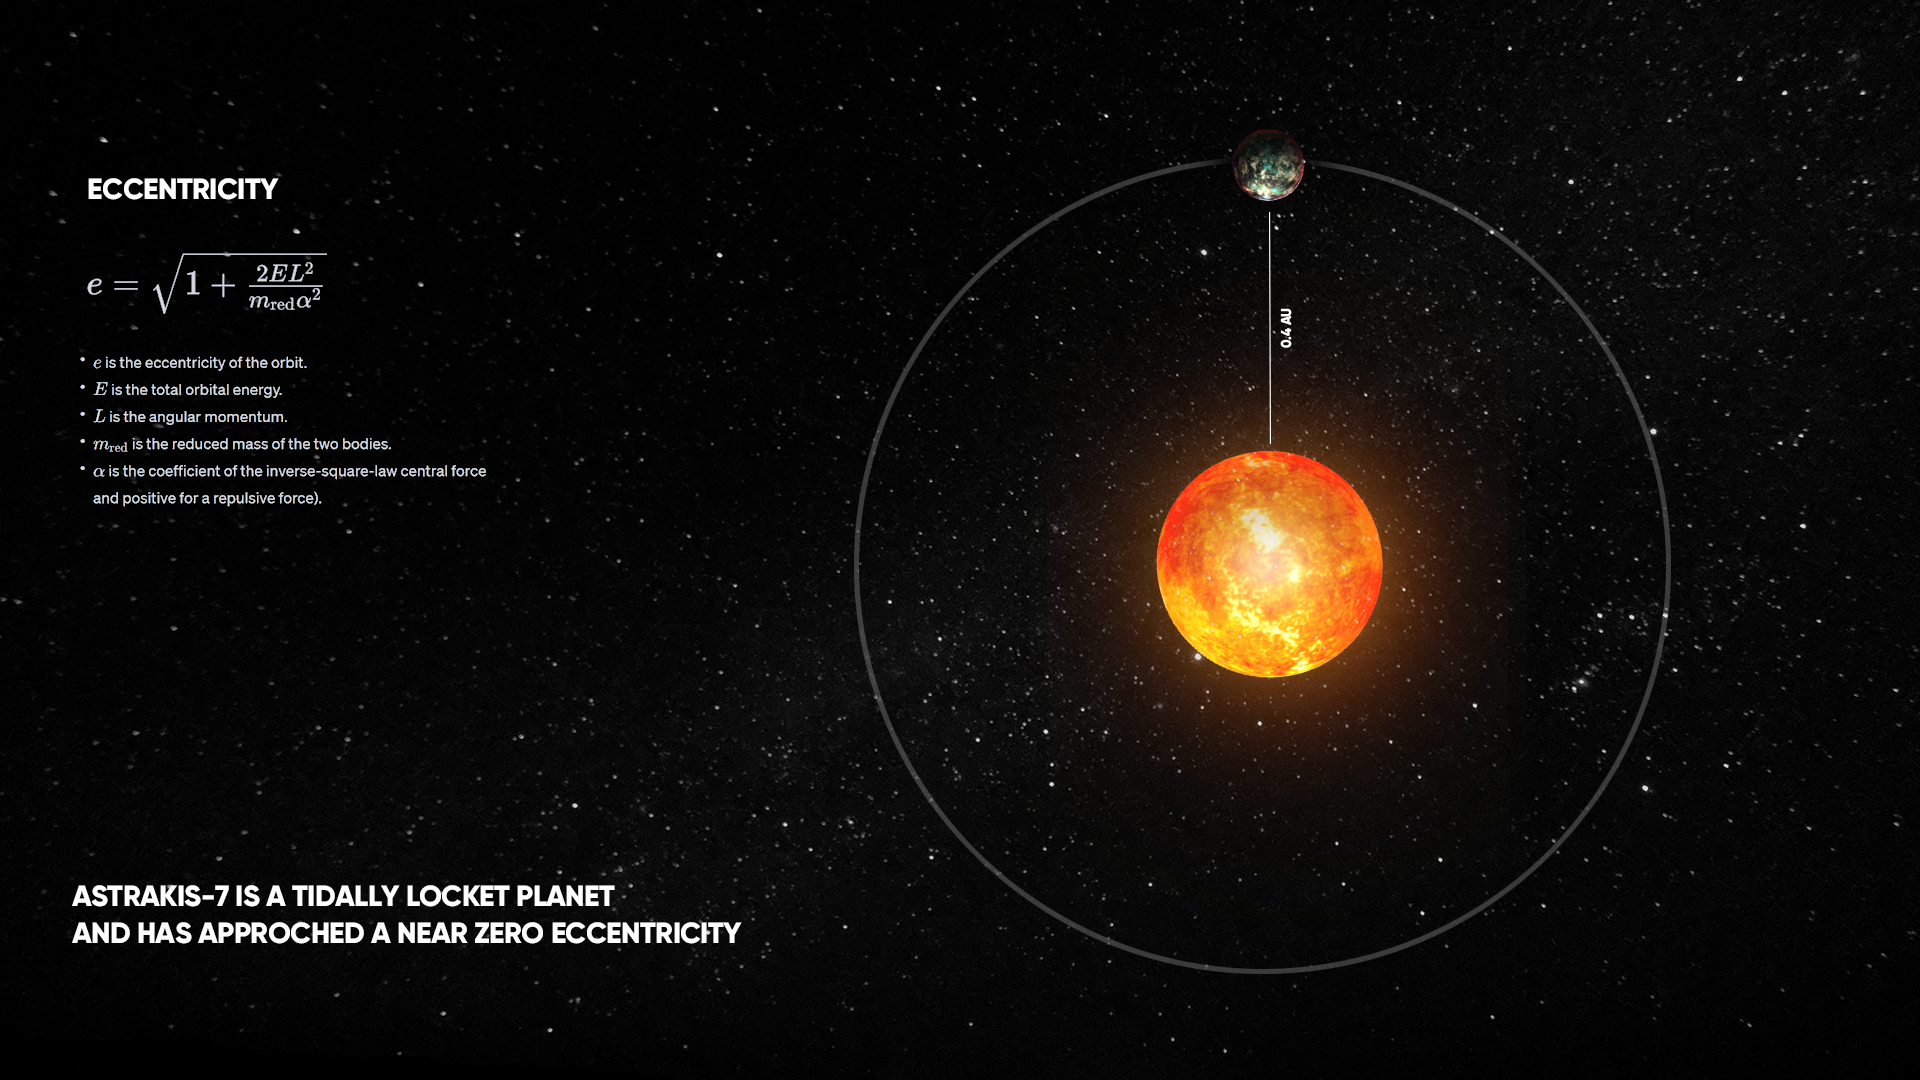 ECCENTRICITY
e = √(1 + 2EL²/(m_red α²))
• e is the eccentricity of the orbit.
• E is the total orbital energy.
• L is the angular momentum.
• m_red is the reduced mass of the two bodies.
• α is the coefficient of the inverse-square-law central force
and positive for a repulsive force).
0.4 AU
ASTRAKIS-7 IS A TIDALLY LOCKET PLANET
AND HAS APPROCHED A NEAR ZERO ECCENTRICITY